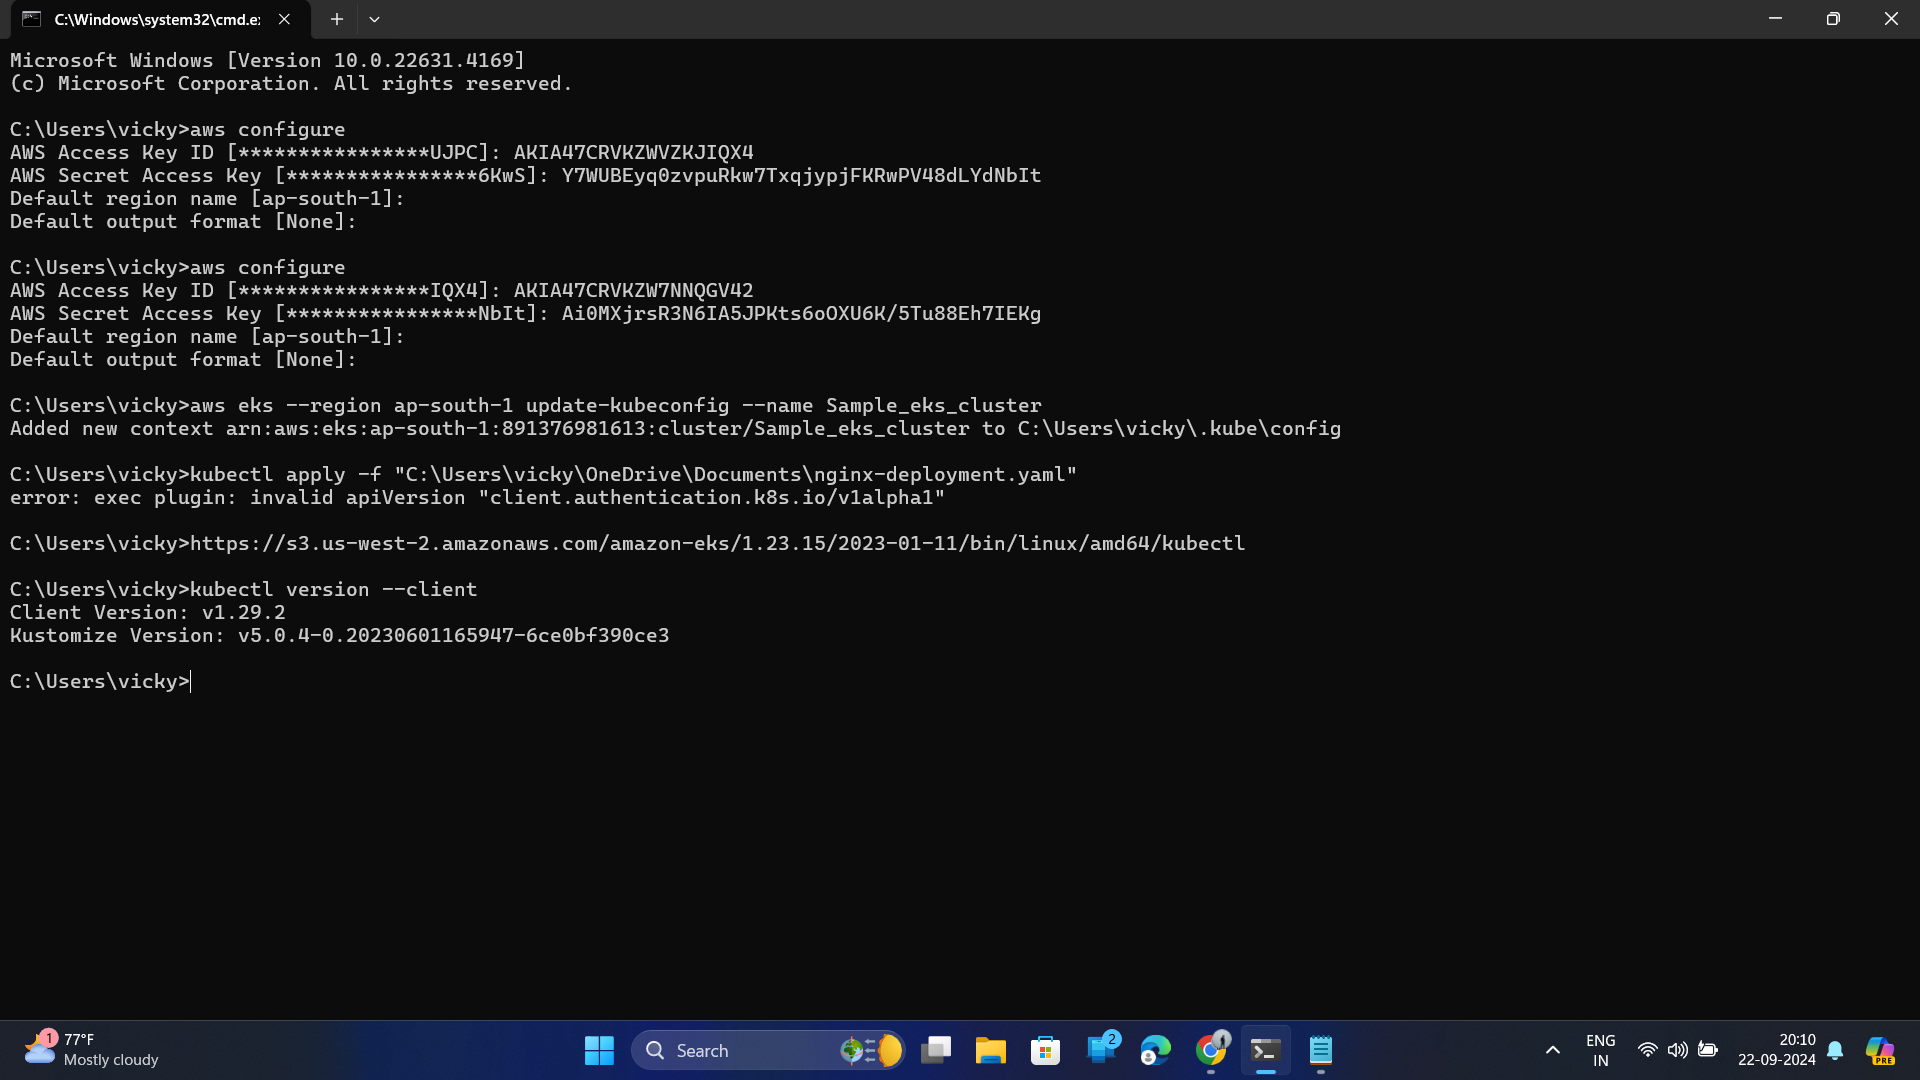 C:\Windows\system32\cmd.e:
Microsoft Windows [Version 10.0.22631.4169]
(c) Microsoft Corporation. All rights reserved.
C:\Users\vicky>aws configure
AWS Access Key ID [****************UJPC]: AKIA47CRVKZWVZKJIQX4
AWS Secret Access Key [****************6KwS]: 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
Default region name [ap-south-1]:
Default output format [None]:
C:\Users\vicky>aws configure
AWS Access Key ID [****************IQX4]: AKIA47CRVKZW7NNQGV42
AWS Secret Access Key [****************NbIt]: 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
Default region name [ap-south-1]:
Default output format [None]:
C:\Users\vicky>aws eks --region ap-south-1 update-kubeconfig --name Sample_eks_cluster
Added new context arn:aws:eks:ap-south-1:891376981613:cluster/Sample_eks_cluster to C:\Users\vicky\.kube\config
C:\Users\vicky>kubectl apply -f "C:\Users\vicky\OneDrive\Documents\nginx-deployment.yaml"
error: exec plugin: invalid apiVersion "client.authentication.k8s.io/v1alpha1"
C:\Users\vicky>https://s3.us-west-2.amazonaws.com/amazon-eks/1.23.15/2023-01-11/bin/linux/amd64/kubectl
C:\Users\vicky>kubectl version --client
Client Version: v1.29.2
Kustomize Version: v5.0.4-0.20230601165947-6ce0bf390ce3
C:\Users\vicky>
1
77°F
Mostly cloudy
Search
2
ENG
IN
20:10
22-09-2024
PRE